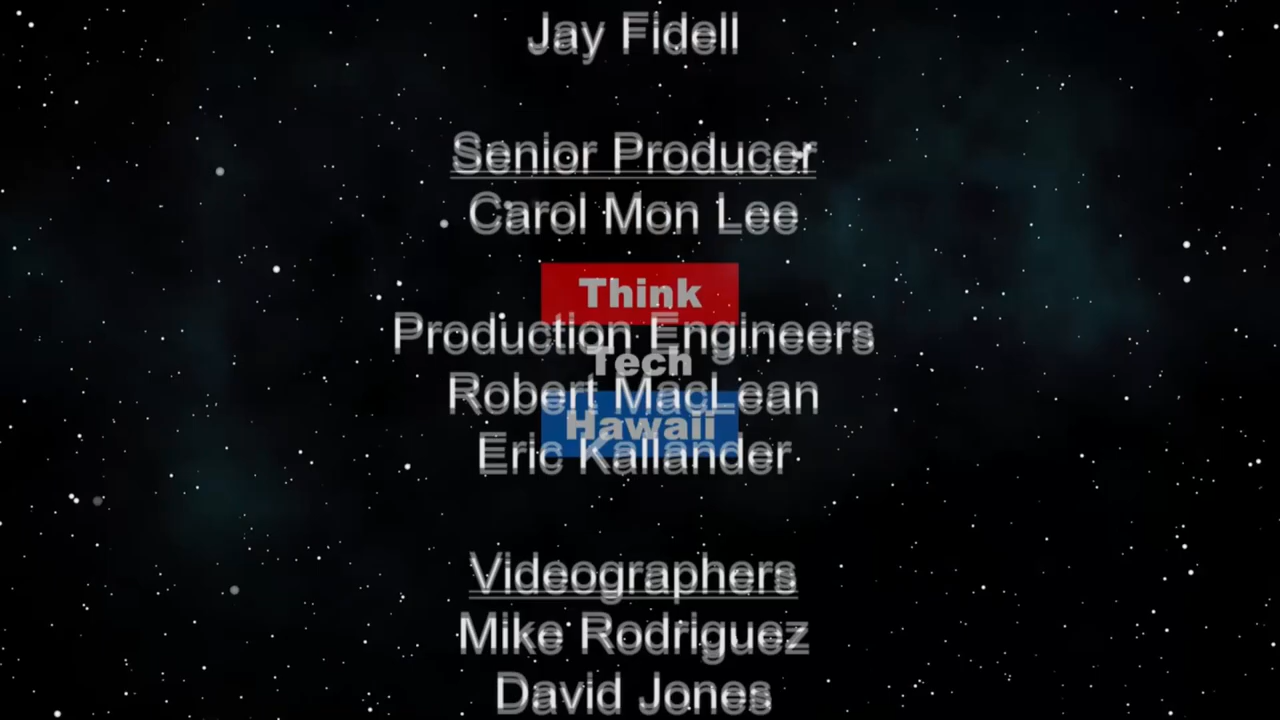 Jay Fidell
Senior Producer
Carol Mon Lee
Think
Production Engineers
Tech
Robert MacLean
Hawaii
Eric Kallander
Videographers
Mike Rodriguez
David Jones